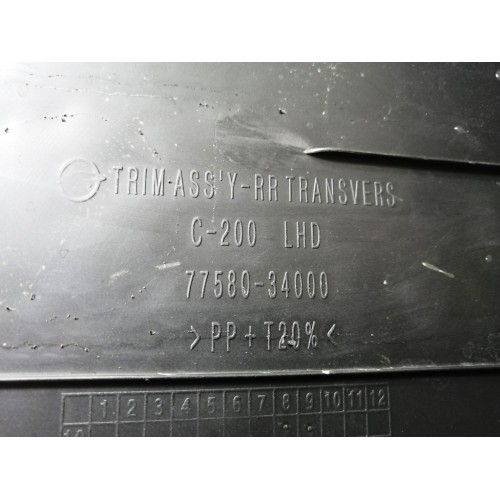 TRIM-ASS'Y-RR TRANSVERS
C-200 LHD
77580-34000
>PP+T20%<
1 2 3 4 5 6 7 8 9 10 11 12